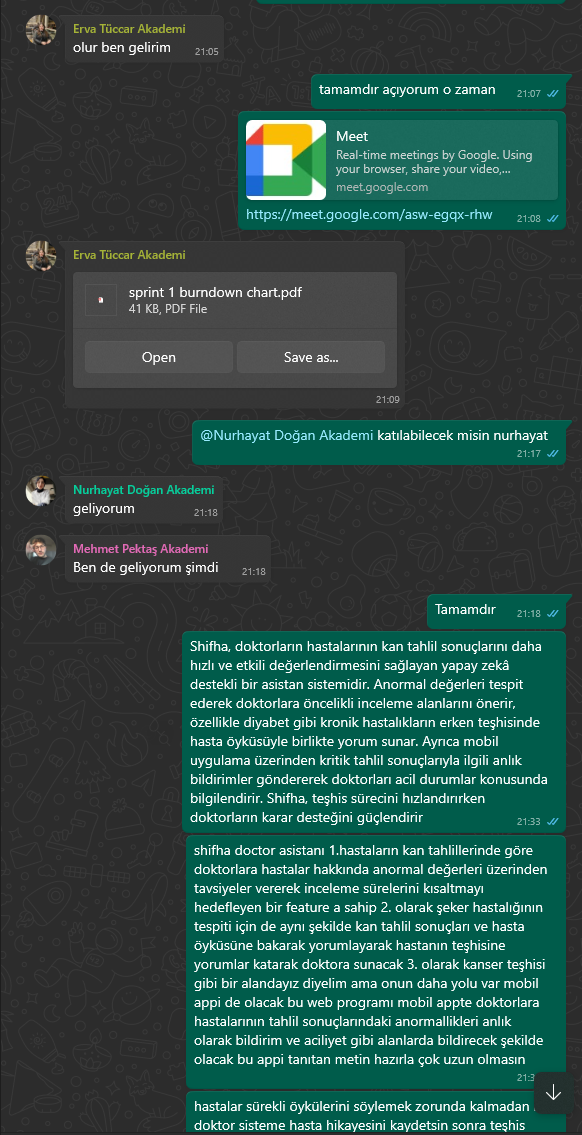 Erva Tüccar Akademi
olur ben gelirim
21:05
tamamdır açıyorum o zaman
21:07
Meet
Real-time meetings by Google. Using
your browser, share your video,...
meet.google.com
https://meet.google.com/asw-egqx-rhw
21:08
Erva Tüccar Akademi
sprint 1 burndown chart.pdf
41 KB, PDF File
Open
Save as...
21:09
@Nurhayat Doğan Akademi katılabilecek misin nurhayat
21:17
Nurhayat Doğan Akademi
geliyorum
21:18
Mehmet Pektaş Akademi
Ben de geliyorum şimdi
21:18
Tamamdır
21:18
Shifha, doktorların hastalarının kan tahlil sonuçlarını daha
hızlı ve etkili değerlendirmesini sağlayan yapay zekâ
destekli bir asistan sistemidir. Anormal değerleri tespit
ederek doktorlara öncelikli inceleme alanlarını önerir,
özellikle diyabet gibi kronik hastalıkların erken teşhisinde
hasta öyküsüyle birlikte yorum sunar. Ayrıca mobil
uygulama üzerinden kritik tahlil sonuçlarıyla ilgili anlık
bildirimler göndererek doktorları acil durumlar konusunda
bilgilendirir. Shifha, teşhis sürecini hızlandırırken
doktorların karar desteğini güçlendirir
21:33
shifha doctor asistanı 1.hastaların kan tahlillerinde göre
doktorlara hastalar hakkında anormal değerleri üzerinden
tavsiyeler vererek inceleme sürelerini kısaltmayı
hedefleyen bir feature a sahip 2. olarak şeker hastalığının
tespiti için de aynı şekilde kan tahlil sonuçları ve hasta
öyküsüne bakarak yorumlayarak hastanın teşhisine
yorumlar katarak doktora sunacak 3. olarak kanser teşhisi
gibi bir alandayız diyelim ama onun daha yolu var mobil
appi de olacak bu web programı mobil appte doktorlara
hastalarının tahlil sonuçlarındaki anormallikleri anlık
olarak bildirim ve aciliyet gibi alanlarda bildirecek şekilde
olacak bu appi tanıtan metin hazırla çok uzun olmasın
hastalar sürekli öykülerini söylemek zorunda kalmadan
doktor sisteme hasta hikayesini kaydetsin sonra teşhis